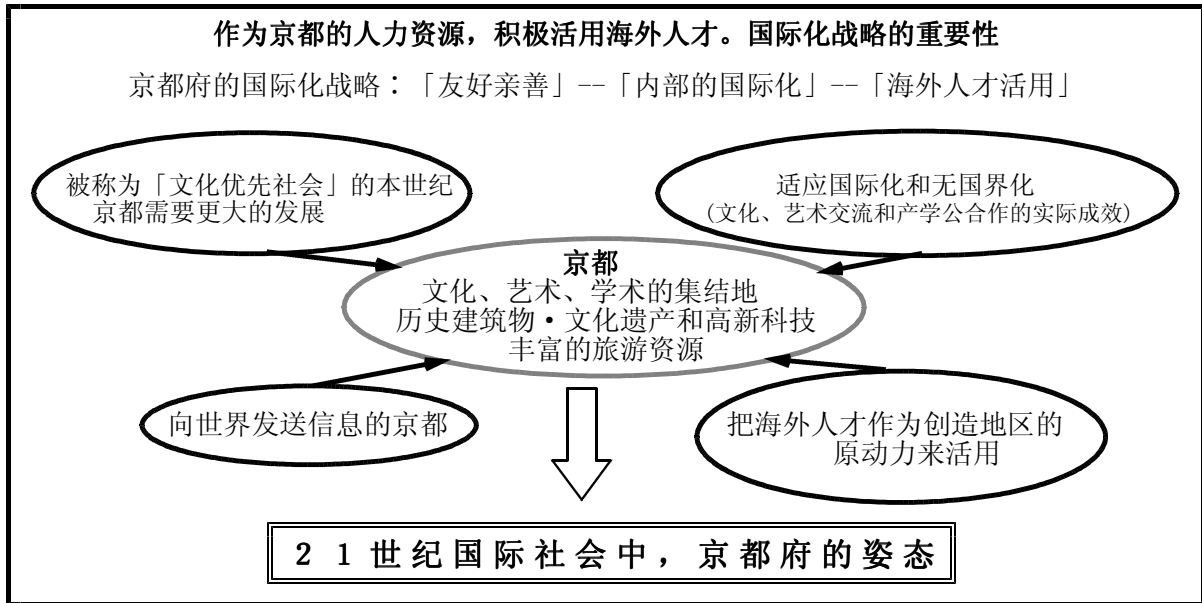 作为京都的人力资源，积极活用海外人才。国际化战略的重要性
京都府的国际化战略：「友好亲善」--「内部的国际化」--「海外人才活用」
被称为「文化优先社会」的本世纪
京都需要更大的发展
适应国际化和无国界化
(文化、艺术交流和产学公合作的实际成效)
京都
文化、艺术、学术的集结地
历史建筑物・文化遗产和高新科技
丰富的旅游资源
向世界发送信息的京都
把海外人才作为创造地区的
原动力来活用
２１世纪国际社会中，京都府的姿态